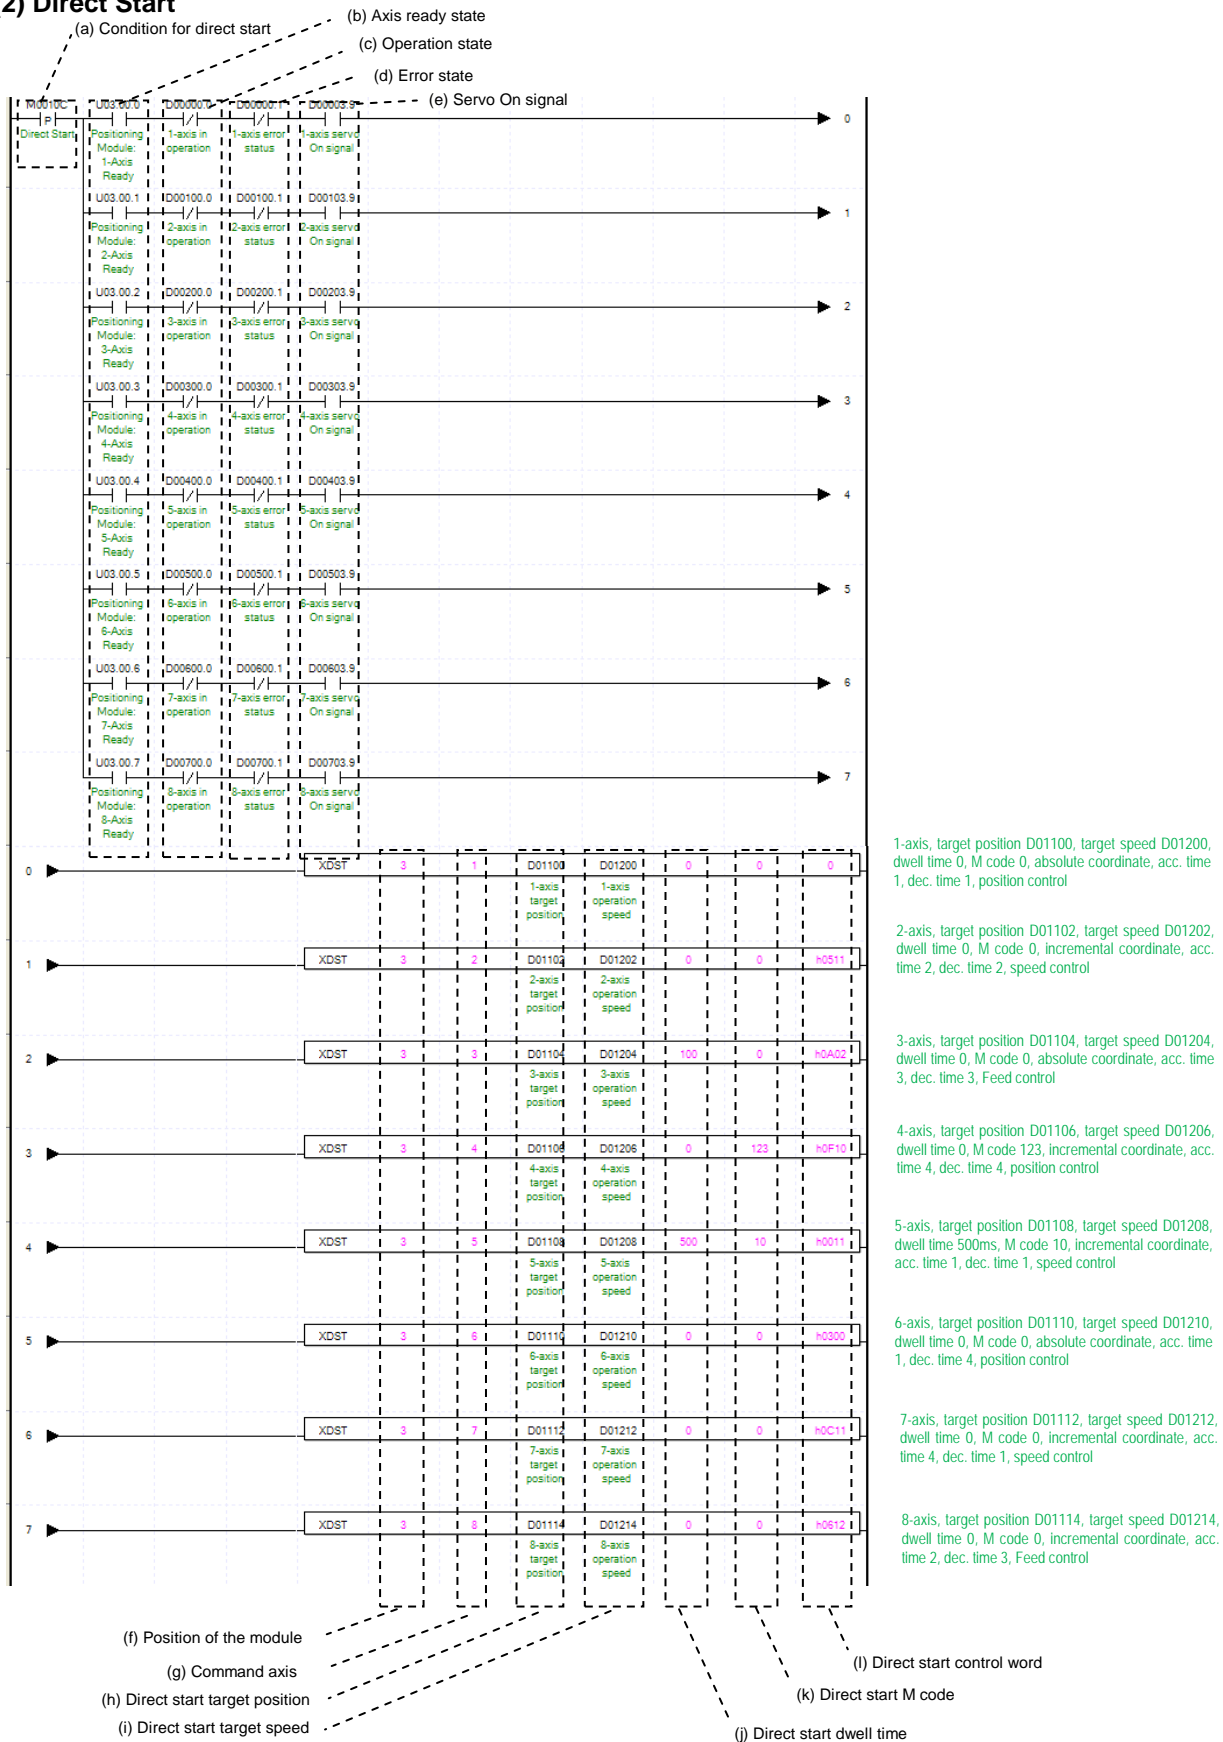 2) Direct Start
(a) Condition for direct start
(b) Axis ready state
(c) Operation state
(d) Error state
(e) Servo On signal
M0010C U03.00.0 D00000.0 D00000.1 D00003.9
P
0
Direct Start Positioning 1-axis in 1-axis error 1-axis servo
Module: operation status On signal
1-Axis
Ready
U03.00.1 D00100.0 D00100.1 D00103.9
1
Positioning 2-axis in 2-axis error 2-axis servo
Module: operation status On signal
2-Axis
Ready
U03.00.2 D00200.0 D00200.1 D00203.9
2
Positioning 3-axis in 3-axis error 3-axis servo
Module: operation status On signal
3-Axis
Ready
U03.00.3 D00300.0 D00300.1 D00303.9
3
Positioning 4-axis in 4-axis error 4-axis servo
Module: operation status On signal
4-Axis
Ready
U03.00.4 D00400.0 D00400.1 D00403.9
4
Positioning 5-axis in 5-axis error 5-axis servo
Module: operation status On signal
5-Axis
Ready
U03.00.5 D00500.0 D00500.1 D00503.9
5
Positioning 6-axis in 6-axis error 6-axis servo
Module: operation status On signal
6-Axis
Ready
U03.00.6 D00600.0 D00600.1 D00603.9
6
Positioning 7-axis in 7-axis error 7-axis servo
Module: operation status On signal
7-Axis
Ready
U03.00.7 D00700.0 D00700.1 D00703.9
7
Positioning 8-axis in 8-axis error 8-axis servo
Module: operation status On signal
8-Axis
Ready
0 XDST 3 1 D01100 D01200 0 0 0
1-axis 1-axis
target operation
position speed
1-axis, target position D01100, target speed D01200,
dwell time 0, M code 0, absolute coordinate, acc. time
1, dec. time 1, position control
1 XDST 3 2 D01102 D01202 0 0 h0511
2-axis 2-axis
target operation
position speed
2-axis, target position D01102, target speed D01202,
dwell time 0, M code 0, incremental coordinate, acc.
time 2, dec. time 2, speed control
2 XDST 3 3 D01104 D01204 100 0 h0A02
3-axis 3-axis
target operation
position speed
3-axis, target position D01104, target speed D01204,
dwell time 0, M code 0, absolute coordinate, acc. time
3, dec. time 3, Feed control
3 XDST 3 4 D01106 D01206 0 123 h0F10
4-axis 4-axis
target operation
position speed
4-axis, target position D01106, target speed D01206,
dwell time 0, M code 123, incremental coordinate, acc.
time 4, dec. time 4, position control
4 XDST 3 5 D01108 D01208 500 10 h0011
5-axis 5-axis
target operation
position speed
5-axis, target position D01108, target speed D01208,
dwell time 500ms, M code 10, incremental coordinate,
acc. time 1, dec. time 1, speed control
5 XDST 3 6 D01110 D01210 0 0 h0300
6-axis 6-axis
target operation
position speed
6-axis, target position D01110, target speed D01210,
dwell time 0, M code 0, absolute coordinate, acc. time
1, dec. time 4, position control
6 XDST 3 7 D01112 D01212 0 0 h0C11
7-axis 7-axis
target operation
position speed
7-axis, target position D01112, target speed D01212,
dwell time 0, M code 0, incremental coordinate, acc.
time 4, dec. time 1, speed control
7 XDST 3 8 D01114 D01214 0 0 h0612
8-axis 8-axis
target operation
position speed
8-axis, target position D01114, target speed D01214,
dwell time 0, M code 0, incremental coordinate, acc.
time 2, dec. time 3, Feed control
(f) Position of the module
(g) Command axis
(h) Direct start target position
(i) Direct start target speed
(l) Direct start control word
(k) Direct start M code
(j) Direct start dwell time